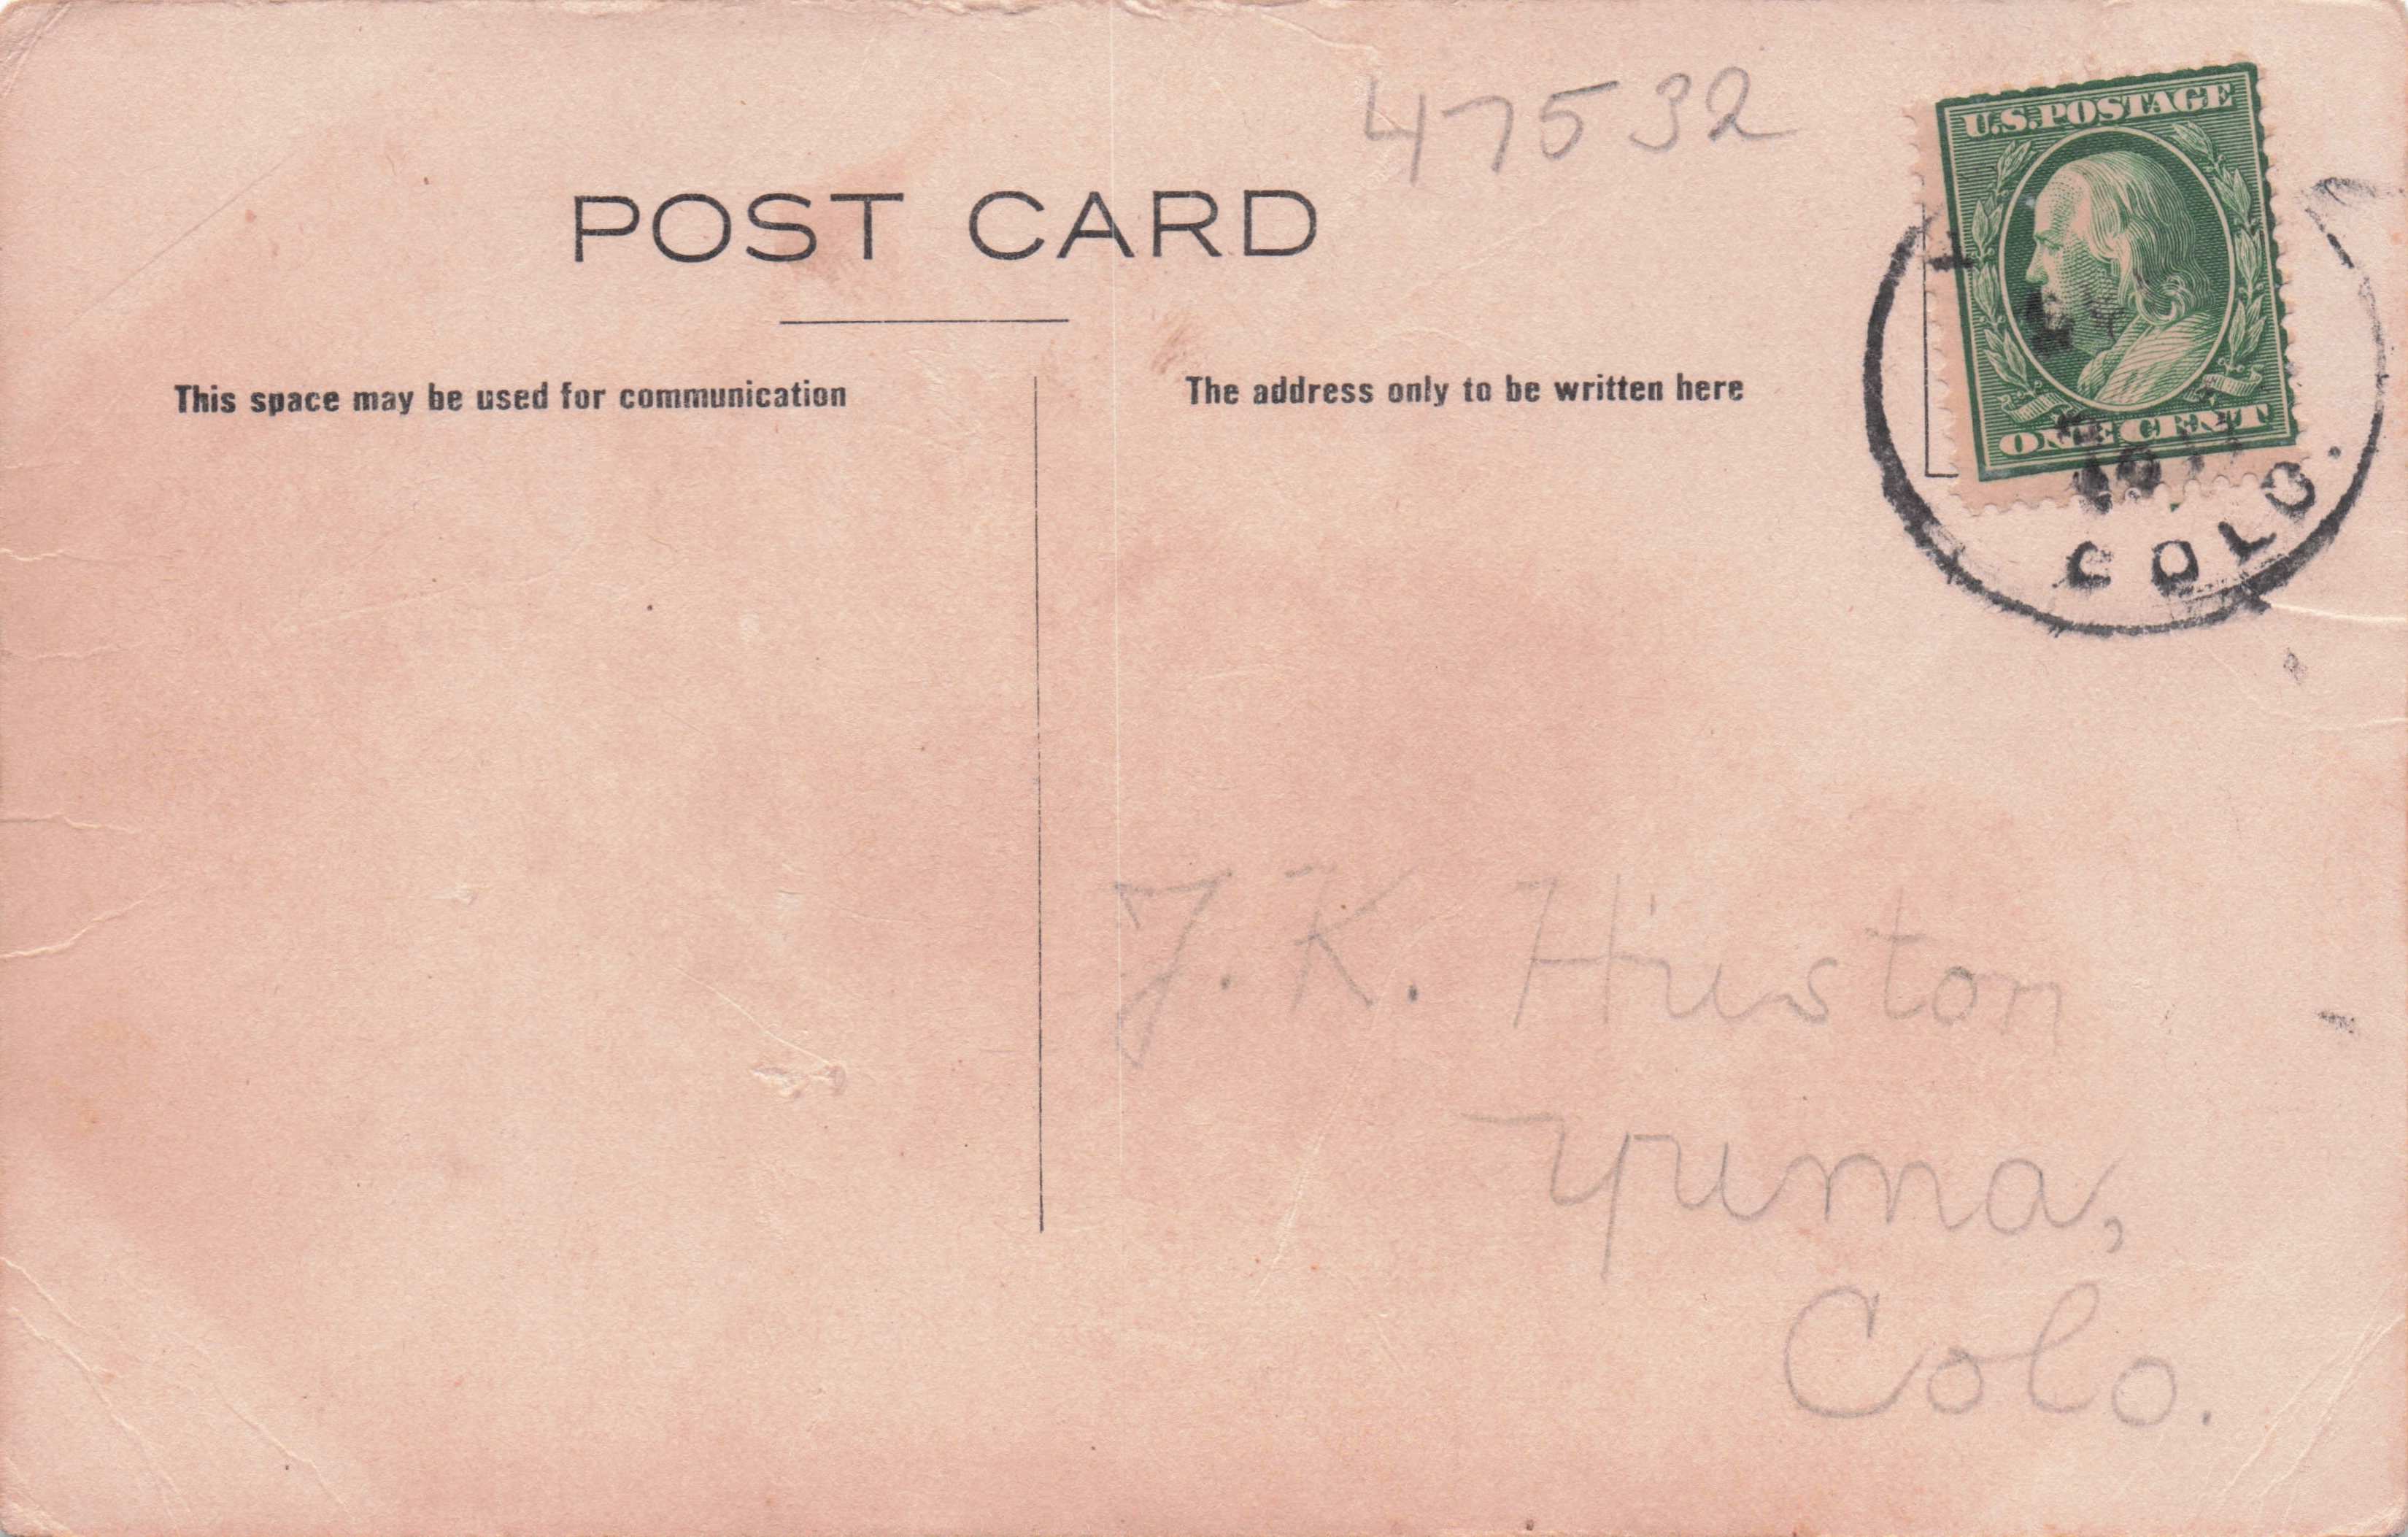 47532
U.S. POSTAGE
POST CARD
This space may be used for communication
The address only to be written here
ONE CENT
COLO.
J. K. Huston
Yuma,
Colo.